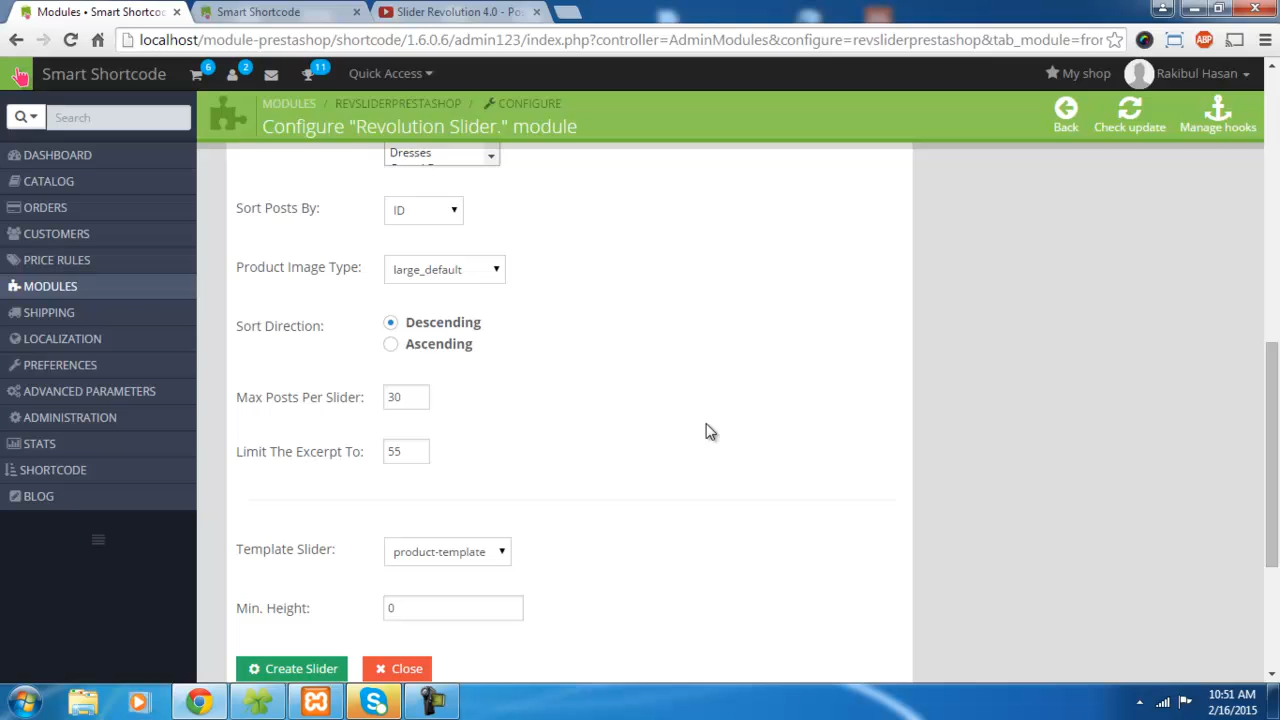 Modules • Smart Shortco
Smart Shortcode
Slider Revolution 4.0 - Po
localhost/module-prestashop/shortcode/1.6.0.6/admin123/index.php?controller=AdminModules&configure=revsliderprestashop&tab_module=fron
ABP
Smart Shortcode
6
2
11
Quick Access
My shop
Rakibul Hasan
Search
MODULES / REVSLIDERPRESTASHOP / CONFIGURE
Configure "Revolution Slider." module
Back
Check update
Manage hooks
DASHBOARD
CATALOG
ORDERS
CUSTOMERS
PRICE RULES
MODULES
SHIPPING
LOCALIZATION
PREFERENCES
ADVANCED PARAMETERS
ADMINISTRATION
STATS
SHORTCODE
BLOG
Dresses
Sort Posts By: ID
Product Image Type: large_default
Sort Direction: Descending
Ascending
Max Posts Per Slider: 30
Limit The Excerpt To: 55
Template Slider: product-template
Min. Height: 0
Create Slider
Close
10:51 AM
2/16/2015